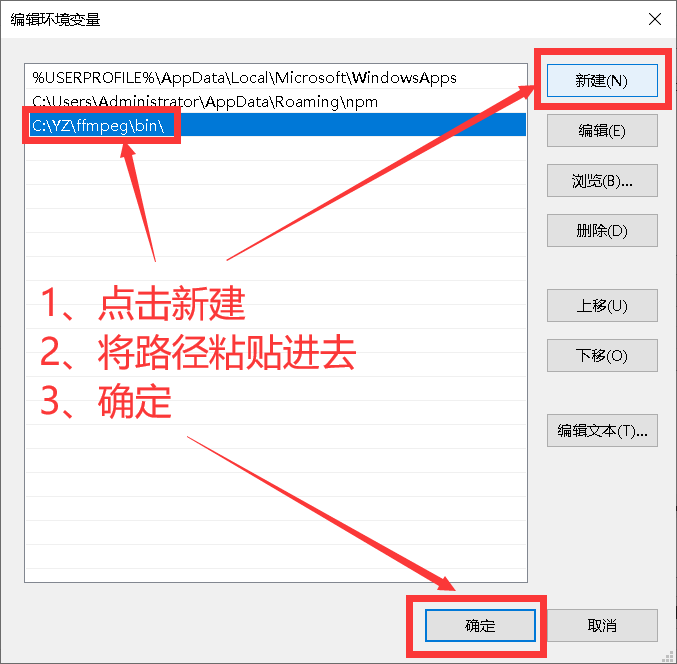 编辑环境变量
%USERPROFILE%\AppData\Local\Microsoft\WindowsApps
C:\Users\Administrator\AppData\Roaming\npm
C:\YZ\ffmpeg\bin\
新建(N)
编辑(E)
浏览(B)...
删除(D)
上移(U)
下移(O)
编辑文本(T)...
1、点击新建
2、将路径粘贴进去
3、确定
确定
取消